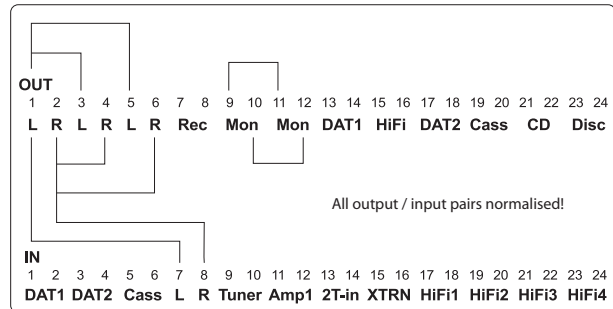 OUT
1 2 3 4 5 6 7 8 9 10 11 12 13 14 15 16 17 18 19 20 21 22 23 24
L R L R L R Rec Mon Mon DAT1 HiFi DAT2 Cass CD Disc
All output / input pairs normalised!
IN
1 2 3 4 5 6 7 8 9 10 11 12 13 14 15 16 17 18 19 20 21 22 23 24
DAT1 DAT2 Cass L R Tuner Amp1 2T-in XTRN HiFi1 HiFi2 HiFi3 HiFi4